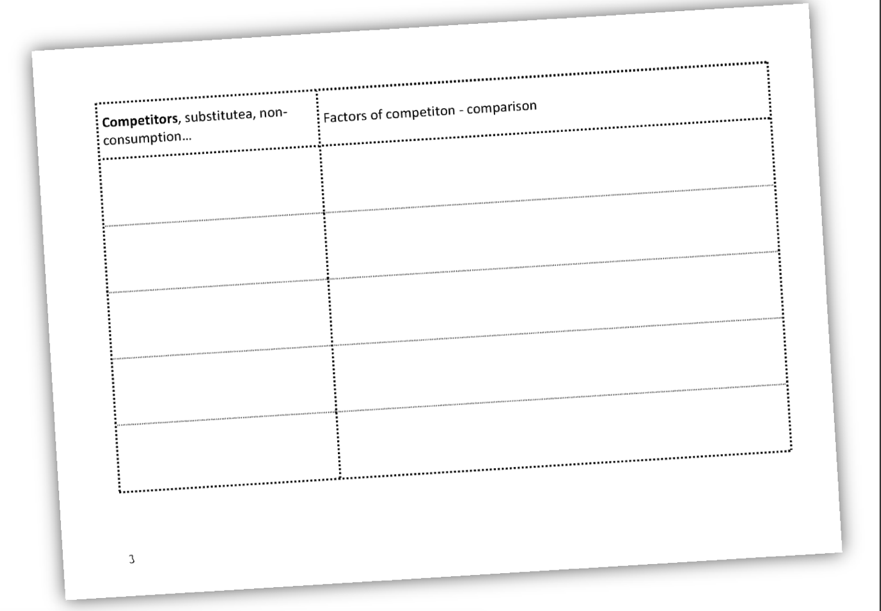 Competitors, substitutea, non-
consumption...
Factors of competiton - comparison
3